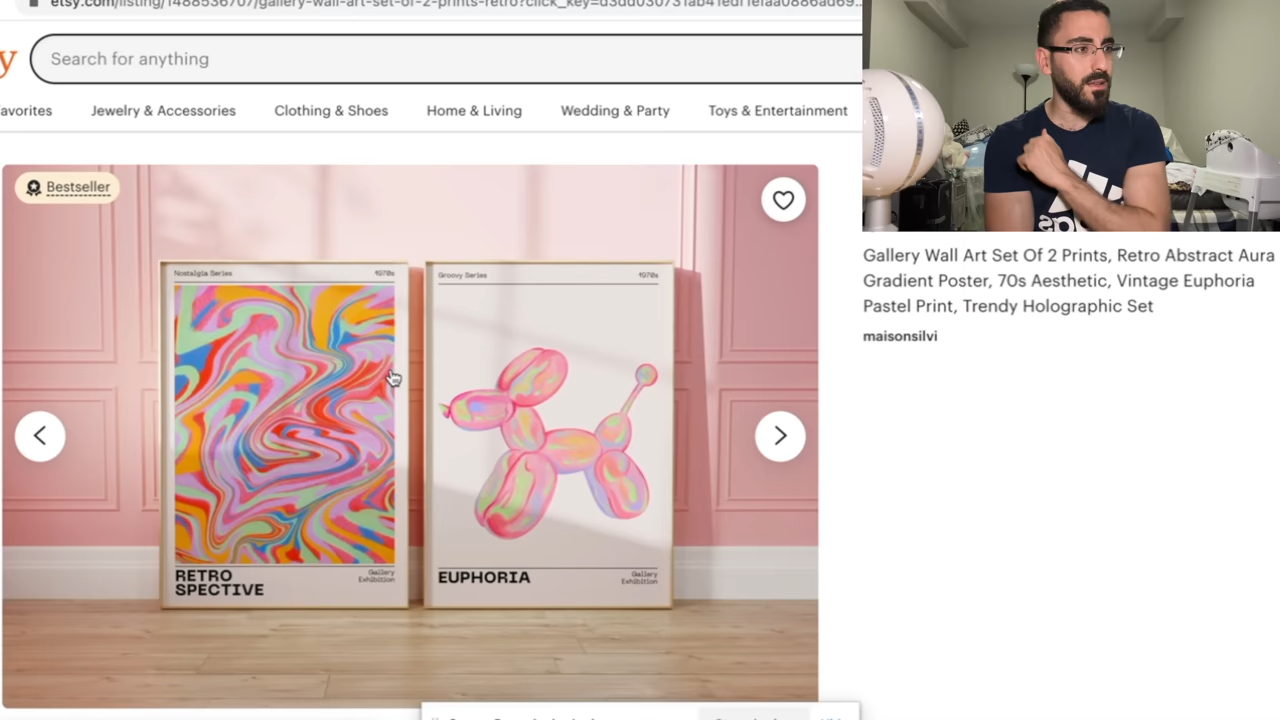 y
Search for anything
avorites Jewelry & Accessories Clothing & Shoes Home & Living Wedding & Party Toys & Entertainment
Bestseller
Nostalgia Series 1970s
RETRO
SPECTIVE
Gallery
Exhibition
Groovy Series 1970s
EUPHORIA
Gallery
Exhibition
Gallery Wall Art Set Of 2 Prints, Retro Abstract Aura
Gradient Poster, 70s Aesthetic, Vintage Euphoria
Pastel Print, Trendy Holographic Set
maisonsilvi